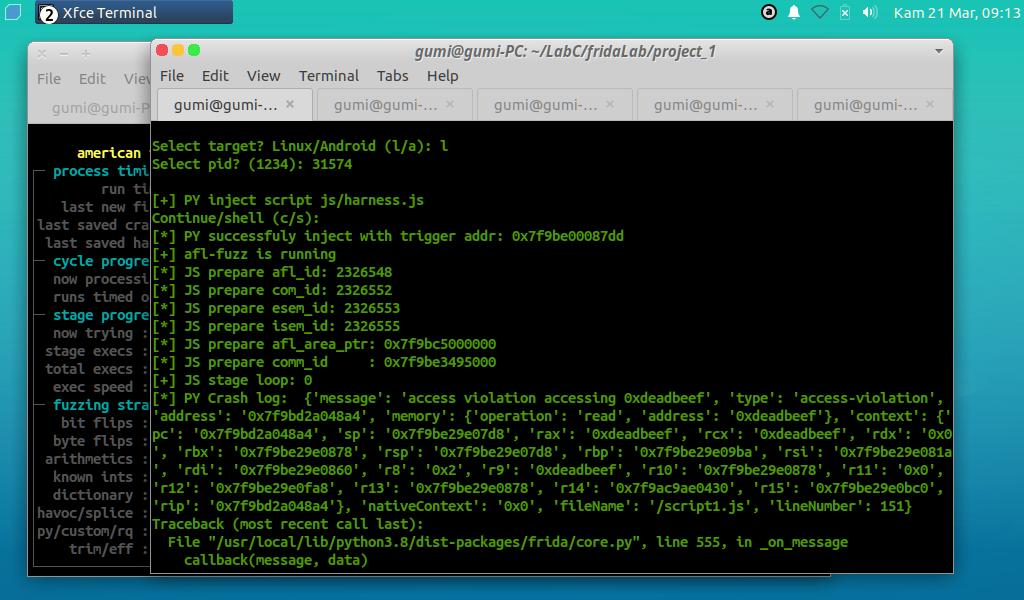 2 Xfce Terminal
Kam 21 Mar, 09:13
gumi@gumi-PC: ~/LabC/fridaLab/project_1
File Edit View Terminal Tabs Help
gumi@gumi-... × gumi@gumi-... × gumi@gumi-... × gumi@gumi-... × gumi@gumi-... ×
Select target? Linux/Android (l/a): l
Select pid? (1234): 31574
[+] PY inject script js/harness.js
Continue/shell (c/s):
[*] PY successfuly inject with trigger addr: 0x7f9be00087dd
[+] afl-fuzz is running
[*] JS prepare afl_id: 2326548
[*] JS prepare com_id: 2326552
[*] JS prepare esem_id: 2326553
[*] JS prepare isem_id: 2326555
[*] JS prepare afl_area_ptr: 0x7f9bc5000000
[*] JS prepare comm_id     : 0x7f9be3495000
[+] JS stage loop: 0
[*] PY Crash log:  {'message': 'access violation accessing 0xdeadbeef', 'type': 'access-violation',
'address': '0x7f9bd2a048a4', 'memory': {'operation': 'read', 'address': '0xdeadbeef'}, 'context': {'
pc': '0x7f9bd2a048a4', 'sp': '0x7f9be29e07d8', 'rax': '0xdeadbeef', 'rcx': '0xdeadbeef', 'rdx': '0x0
', 'rbx': '0x7f9be29e0878', 'rsp': '0x7f9be29e07d8', 'rbp': '0x7f9be29e09ba', 'rsi': '0x7f9be29e081a
', 'rdi': '0x7f9be29e0860', 'r8': '0x2', 'r9': '0xdeadbeef', 'r10': '0x7f9be29e0878', 'r11': '0x0',
'r12': '0x7f9be29e0fa8', 'r13': '0x7f9be29e0878', 'r14': '0x7f9ac9ae0430', 'r15': '0x7f9be29e0bc0',
'rip': '0x7f9bd2a048a4'}, 'nativeContext': '0x0', 'fileName': '/script1.js', 'lineNumber': 151}
Traceback (most recent call last):
  File "/usr/local/lib/python3.8/dist-packages/frida/core.py", line 555, in _on_message
    callback(message, data)
File Edit Viev
gumi@gumi-P
american
process timi
run ti
last new fi
last saved cra
last saved ha
cycle progre
now processi
runs timed o
stage progre
now trying :
stage execs :
total execs :
exec speed :
fuzzing stra
bit flips :
byte flips :
arithmetics :
known ints :
dictionary :
havoc/splice :
py/custom/rq :
trim/eff :